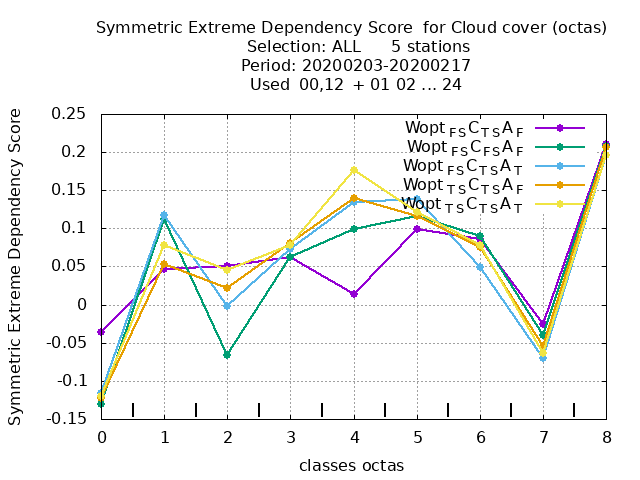 Symmetric Extreme Dependency Score for Cloud cover (octas)
Selection: ALL 5 stations
Period: 20200203-20200217
Used 00,12 + 01 02 ... 24
Symmetric Extreme Dependency Score
0.25
0.2
0.15
0.1
0.05
0
-0.05
-0.1
-0.15
Wopt FS C TS A F
Wopt FS C FS A F
Wopt FS C TS A T
Wopt TS C TS A F
Wopt TS C TS A T
0 1 2 3 4 5 6 7 8
classes octas